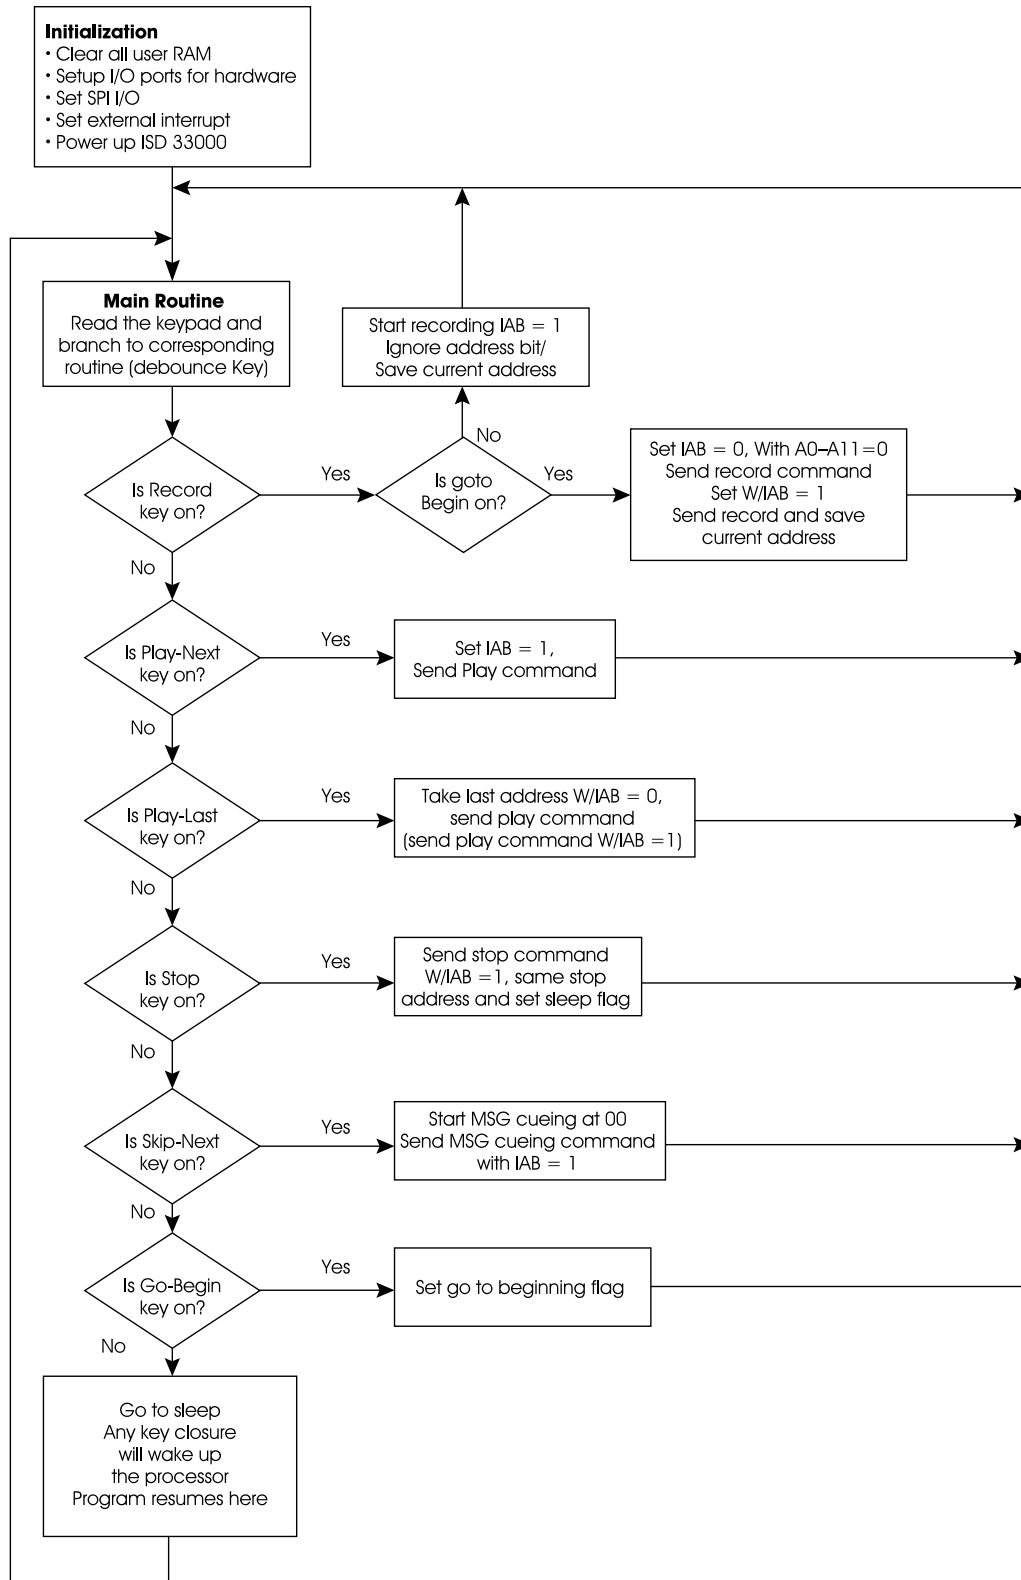 Initialization
• Clear all user RAM
• Setup I/O ports for hardware
• Set SPI I/O
• Set external interrupt
• Power up ISD 33000
Main Routine
Read the keypad and
branch to corresponding
routine (debounce Key)
Start recording IAB = 1
Ignore address bit/
Save current address
No
Is Record
key on?
Yes
Is goto
Begin on?
Yes
Set IAB = 0, With A0–A11=0
Send record command
Set W/IAB = 1
Send record and save
current address
No
Is Play-Next
key on?
Yes
Set IAB = 1,
Send Play command
No
Is Play-Last
key on?
Yes
Take last address W/IAB = 0,
send play command
(send play command W/IAB =1)
No
Is Stop
key on?
Yes
Send stop command
W/IAB =1, same stop
address and set sleep flag
No
Is Skip-Next
key on?
Yes
Start MSG cueing at 00
Send MSG cueing command
with IAB = 1
No
Is Go-Begin
key on?
Yes
Set go to beginning flag
No
Go to sleep
Any key closure
will wake up
the processor
Program resumes here